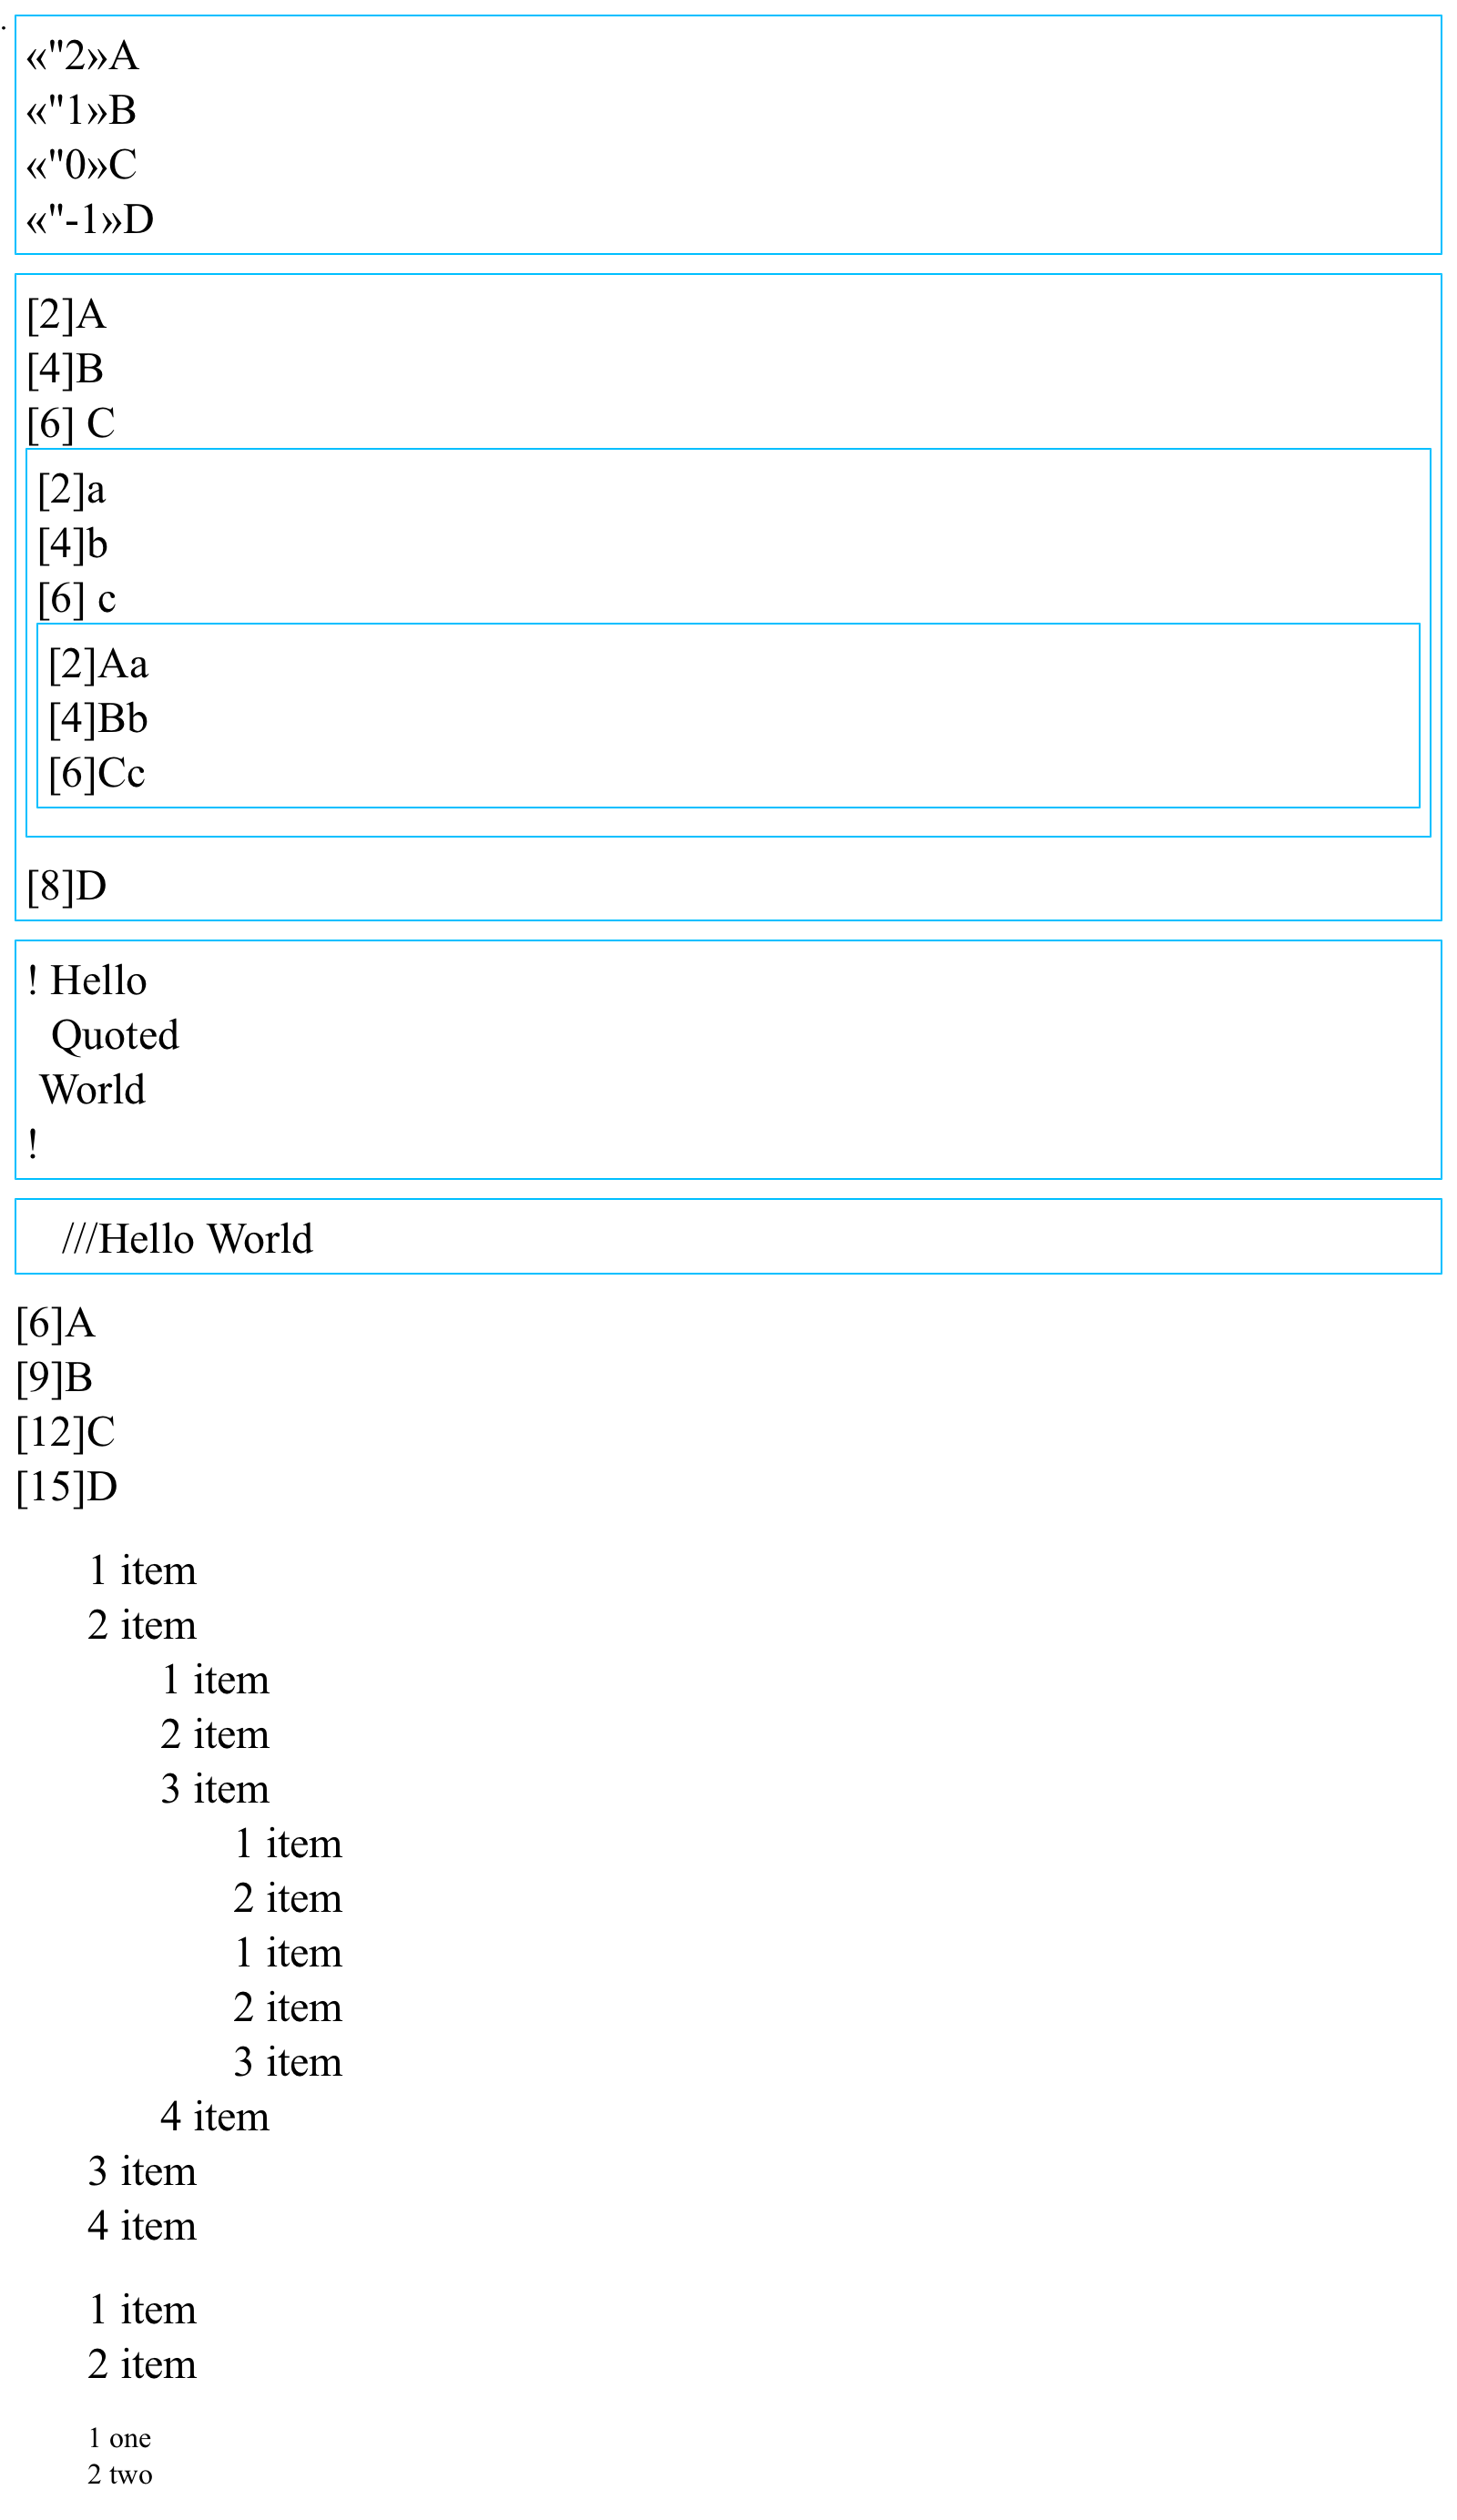 .
«"2»A
«"1»B
«"0»C
«"-1»D
[2]A
[4]B
[6] C
[2]a
[4]b
[6] c
[2]Aa
[4]Bb
[6]Cc
[8]D
! Hello
Quoted
World
!
///Hello World
[6]A
[9]B
[12]C
[15]D
1 item
2 item
1 item
2 item
3 item
1 item
2 item
1 item
2 item
3 item
4 item
3 item
4 item
1 item
2 item
1 one
2 two